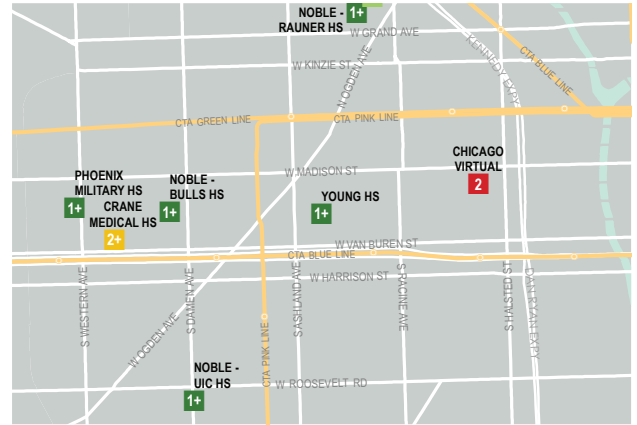 NOBLE -
RAUNER HS
1+
W GRAND AVE
W KINZIE ST
N OGDEN AVE
KENNEDY EXPY
CTA BLUE LINE
CTA GREEN LINE
CTA PINK LINE
CHICAGO
VIRTUAL
2
W MADISON ST
PHOENIX
MILITARY HS
1+
CRANE
MEDICAL HS
2+
NOBLE -
BULLS HS
1+
YOUNG HS
1+
W VAN BUREN ST
CTA BLUE LINE
W HARRISON ST
S WESTERN AVE
S DAMEN AVE
W OGDEN AVE
CTA PINK LINE
S ASHLAND AVE
S RACINE AVE
S HALSTED ST
DAN RYAN EXPY
NOBLE -
UIC HS
1+
W ROOSEVELT RD